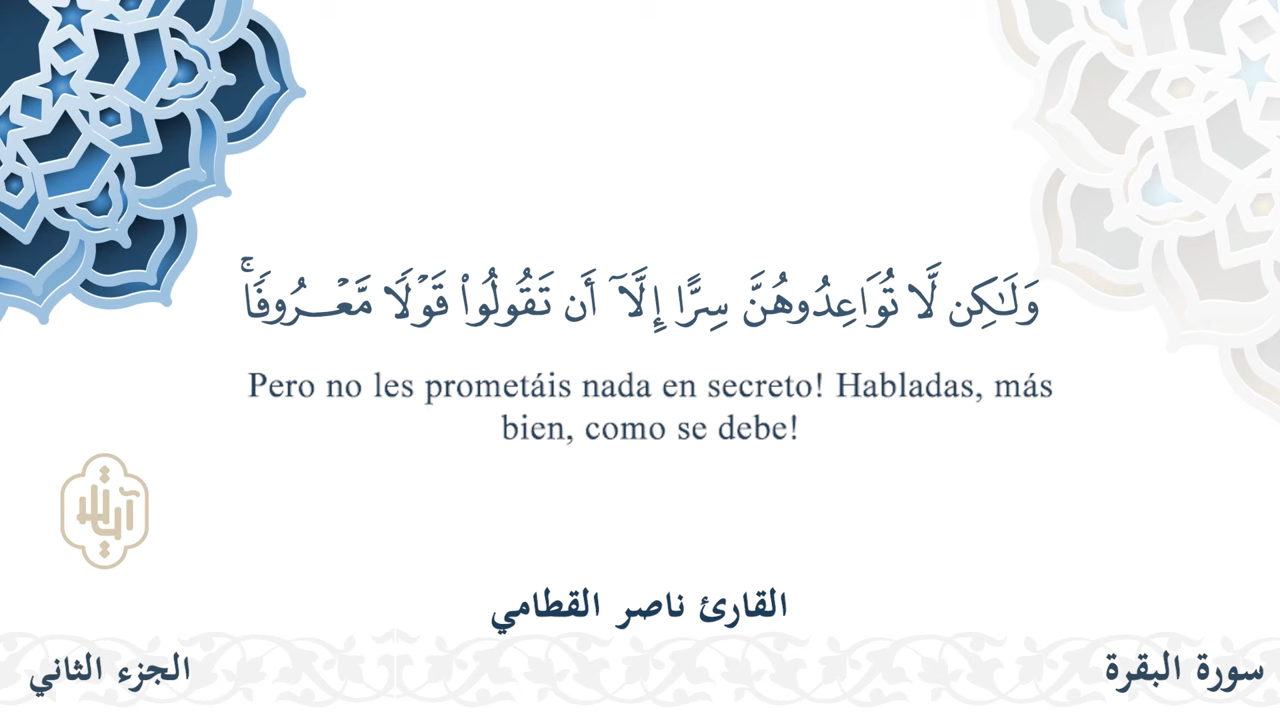 وَلَـٰكِن لَّا تُوَاعِدُوهُنَّ سِرًّا إِلَّآ أَن تَقُولُوا۟ قَوْلًا مَّعْـرُوفًا ۚ
Pero no les prometáis nada en secreto! Habladas, más
bien, como se debe!
القارئ ناصر القطامي
سورة البقرة
الجزء الثاني